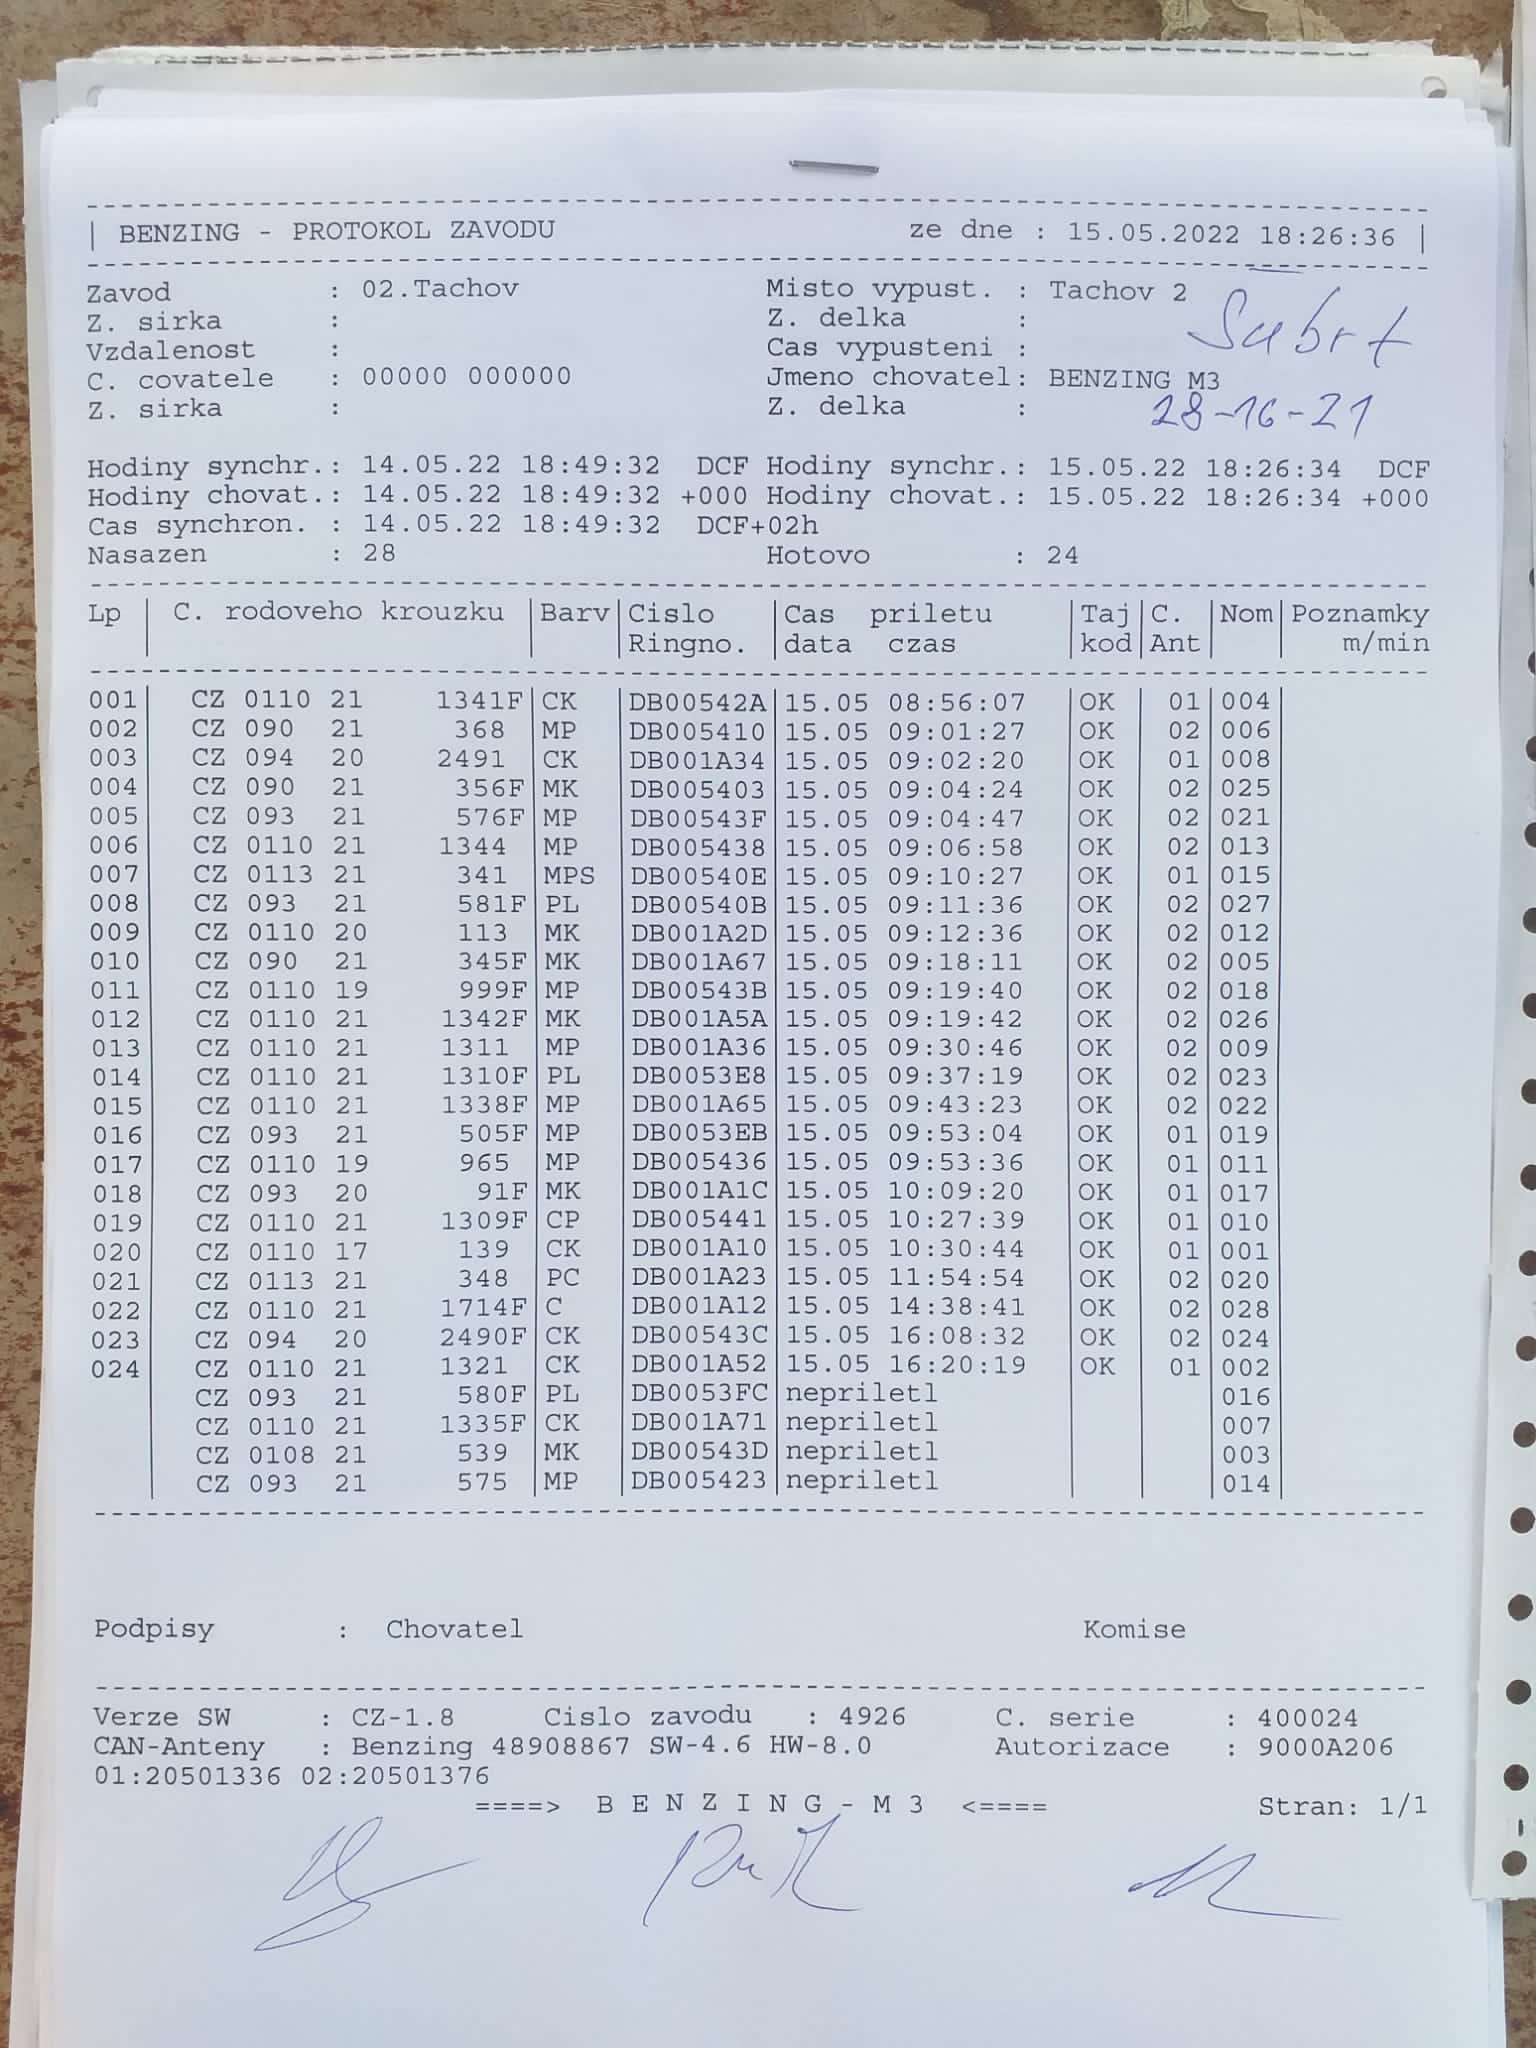 BENZING - PROTOKOL ZAVODU ze dne : 15.05.2022 18:26:36
Zavod : 02.Tachov Misto vypust. : Tachov 2
Z. sirka : Z. delka :
Šubrt
Vzdalenost : Cas vypusteni :
C. covatele : 00000 000000 Jmeno chovatel: BENZING M3
Z. sirka : Z. delka :
28-16-21
Hodiny synchr.: 14.05.22 18:49:32 DCF Hodiny synchr.: 15.05.22 18:26:34 DCF
Hodiny chovat.: 14.05.22 18:49:32 +000 Hodiny chovat.: 15.05.22 18:26:34 +000
Cas synchron. : 14.05.22 18:49:32 DCF+02h
Nasazen : 28 Hotovo : 24
Lp | C. rodoveho krouzku | Barv | Cislo | Cas priletu | Taj | C. | Nom | Poznamky
Ringno. | data czas | kod | Ant | m/min
001 | CZ 0110 21 1341F | CK | DB00542A | 15.05 08:56:07 | OK | 01 | 004 |
002 | CZ 090 21 368 | MP | DB005410 | 15.05 09:01:27 | OK | 02 | 006 |
003 | CZ 094 20 2491 | CK | DB001A34 | 15.05 09:02:20 | OK | 01 | 008 |
004 | CZ 090 21 356F | MK | DB005403 | 15.05 09:04:24 | OK | 02 | 025 |
005 | CZ 093 21 576F | MP | DB00543F | 15.05 09:04:47 | OK | 02 | 021 |
006 | CZ 0110 21 1344 | MP | DB005438 | 15.05 09:06:58 | OK | 02 | 013 |
007 | CZ 0113 21 341 | MPS | DB00540E | 15.05 09:10:27 | OK | 01 | 015 |
008 | CZ 093 21 581F | PL | DB00540B | 15.05 09:11:36 | OK | 02 | 027 |
009 | CZ 0110 20 113 | MK | DB001A2D | 15.05 09:12:36 | OK | 02 | 012 |
010 | CZ 090 21 345F | MK | DB001A67 | 15.05 09:18:11 | OK | 02 | 005 |
011 | CZ 0110 19 999F | MP | DB00543B | 15.05 09:19:40 | OK | 02 | 018 |
012 | CZ 0110 21 1342F | MK | DB001A5A | 15.05 09:19:42 | OK | 02 | 026 |
013 | CZ 0110 21 1311 | MP | DB001A36 | 15.05 09:30:46 | OK | 02 | 009 |
014 | CZ 0110 21 1310F | PL | DB0053E8 | 15.05 09:37:19 | OK | 02 | 023 |
015 | CZ 0110 21 1338F | MP | DB001A65 | 15.05 09:43:23 | OK | 02 | 022 |
016 | CZ 093 21 505F | MP | DB0053EB | 15.05 09:53:04 | OK | 01 | 019 |
017 | CZ 0110 19 965 | MP | DB005436 | 15.05 09:53:36 | OK | 01 | 011 |
018 | CZ 093 20 91F | MK | DB001A1C | 15.05 10:09:20 | OK | 01 | 017 |
019 | CZ 0110 21 1309F | CP | DB005441 | 15.05 10:27:39 | OK | 01 | 010 |
020 | CZ 0110 17 139 | CK | DB001A10 | 15.05 10:30:44 | OK | 01 | 001 |
021 | CZ 0113 21 348 | PC | DB001A23 | 15.05 11:54:54 | OK | 02 | 020 |
022 | CZ 0110 21 1714F | C | DB001A12 | 15.05 14:38:41 | OK | 02 | 028 |
023 | CZ 094 20 2490F | CK | DB00543C | 15.05 16:08:32 | OK | 02 | 024 |
024 | CZ 0110 21 1321 | CK | DB001A52 | 15.05 16:20:19 | OK | 01 | 002 |
CZ 093 21 580F | PL | DB0053FC | nepriletl | 016 |
CZ 0110 21 1335F | CK | DB001A71 | nepriletl | 007 |
CZ 0108 21 539 | MK | DB00543D | nepriletl | 003 |
CZ 093 21 575 | MP | DB005423 | nepriletl | 014 |
Podpisy : Chovatel Komise
Verze SW : CZ-1.8 Cislo zavodu : 4926 C. serie : 400024
CAN-Anteny : Benzing 48908867 SW-4.6 HW-8.0 Autorizace : 9000A206
01:20501336 02:20501376
====> B E N Z I N G - M 3 <==== Stran: 1/1